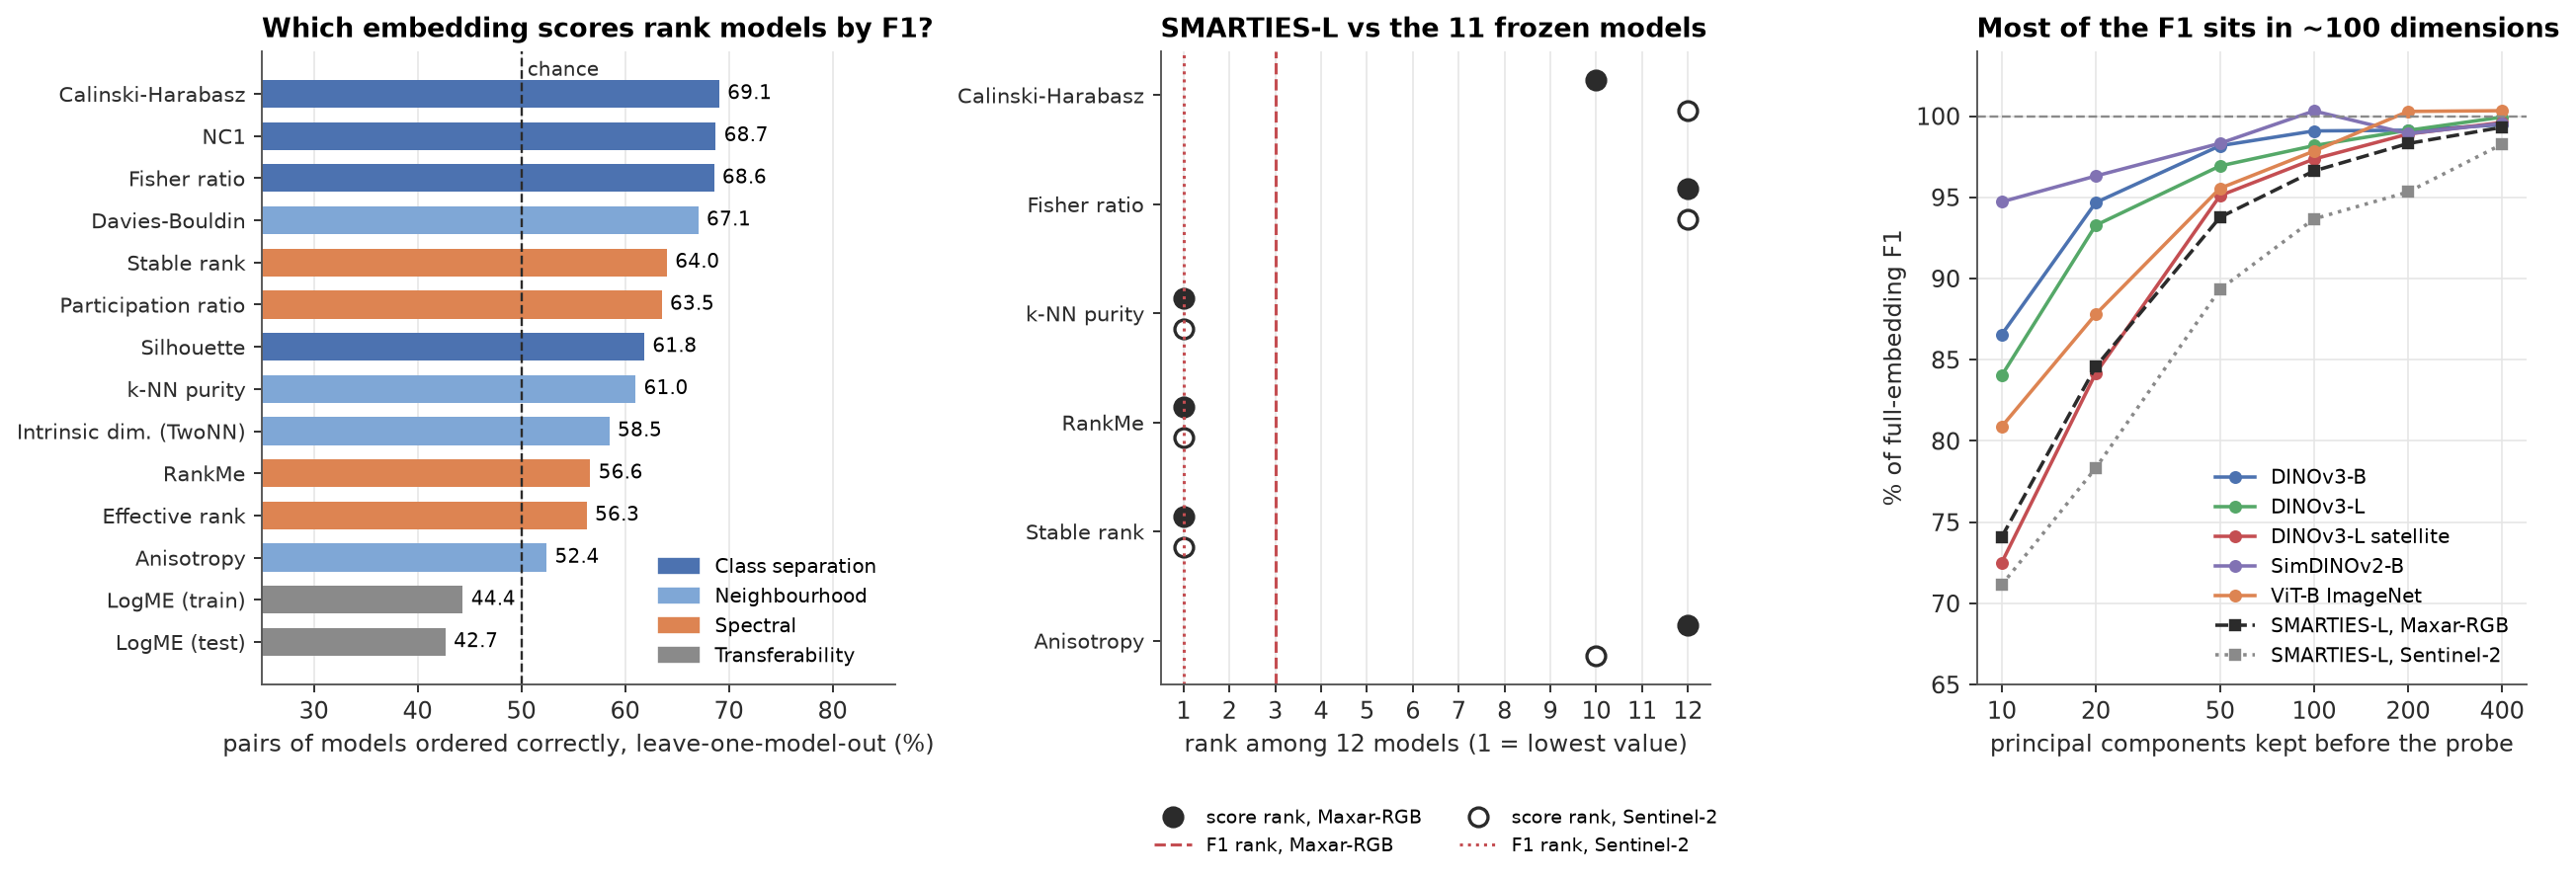 Which embedding scores rank models by F1?
chance
Calinski-Harabasz 69.1
NC1 68.7
Fisher ratio 68.6
Davies-Bouldin 67.1
Stable rank 64.0
Participation ratio 63.5
Silhouette 61.8
k-NN purity 61.0
Intrinsic dim. (TwoNN) 58.5
RankMe 56.6
Effective rank 56.3
Anisotropy 52.4
LogME (train) 44.4
LogME (test) 42.7
Class separation
Neighbourhood
Spectral
Transferability
30 40 50 60 70 80
pairs of models ordered correctly, leave-one-model-out (%)
SMARTIES-L vs the 11 frozen models
Calinski-Harabasz
Fisher ratio
k-NN purity
RankMe
Stable rank
Anisotropy
1 2 3 4 5 6 7 8 9 10 11 12
rank among 12 models (1 = lowest value)
score rank, Maxar-RGB
F1 rank, Maxar-RGB
score rank, Sentinel-2
F1 rank, Sentinel-2
Most of the F1 sits in ~100 dimensions
% of full-embedding F1
100
95
90
85
80
75
70
65
DINOv3-B
DINOv3-L
DINOv3-L satellite
SimDINOv2-B
ViT-B ImageNet
SMARTIES-L, Maxar-RGB
SMARTIES-L, Sentinel-2
10 20 50 100 200 400
principal components kept before the probe